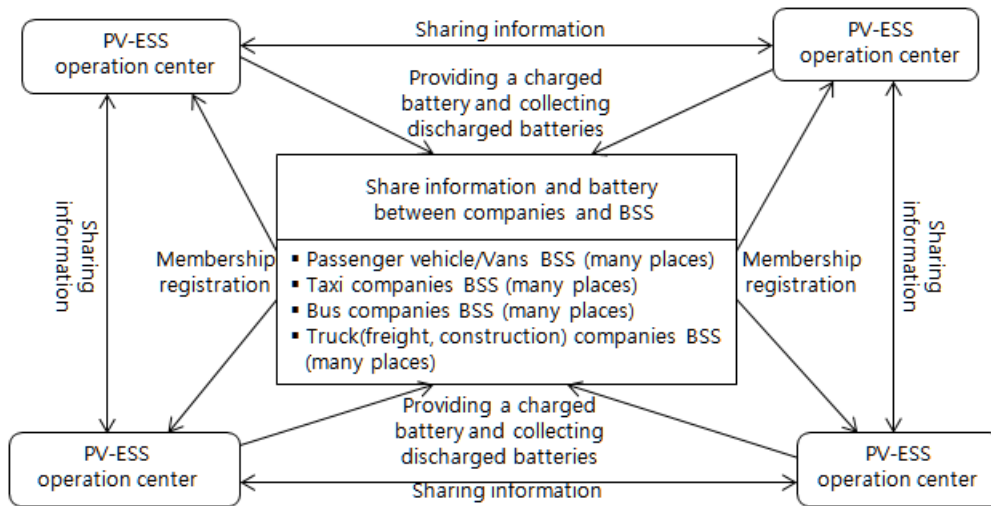 PV-ESS
operation center
Sharing information
PV-ESS
operation center
Providing a charged
battery and collecting
discharged batteries
Share information and battery
between companies and BSS
Sharing
information
Membership
registration
▪ Passenger vehicle/Vans BSS (many places)
▪ Taxi companies BSS (many places)
▪ Bus companies BSS (many places)
▪ Truck(freight, construction) companies BSS
(many places)
Membership
registration
Sharing
information
Providing a charged
battery and collecting
discharged batteries
PV-ESS
operation center
Sharing information
PV-ESS
operation center